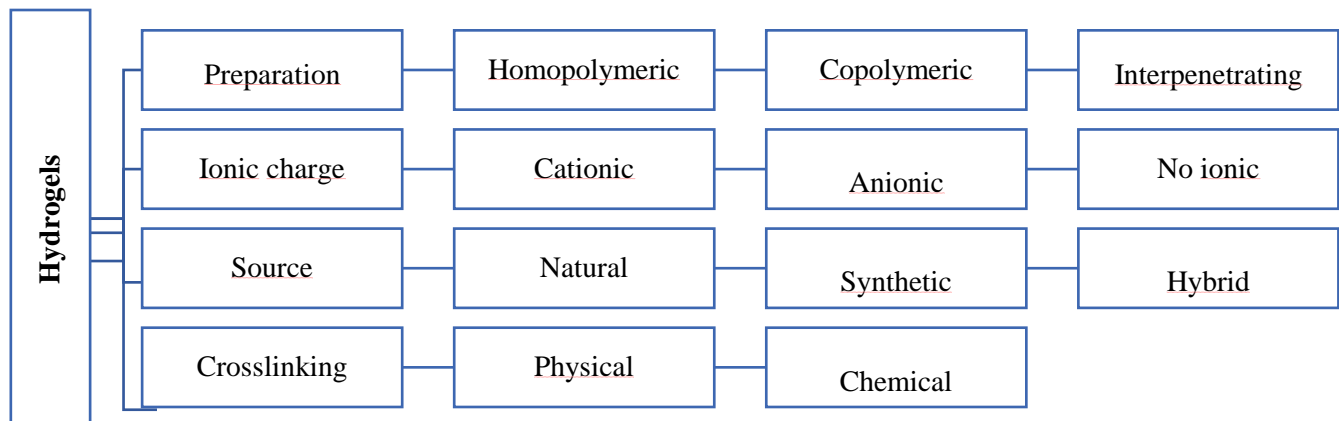 Hydrogels
Preparation
Homopolymeric
Copolymeric
Interpenetrating
Ionic charge
Cationic
Anionic
No ionic
Source
Natural
Synthetic
Hybrid
Crosslinking
Physical
Chemical